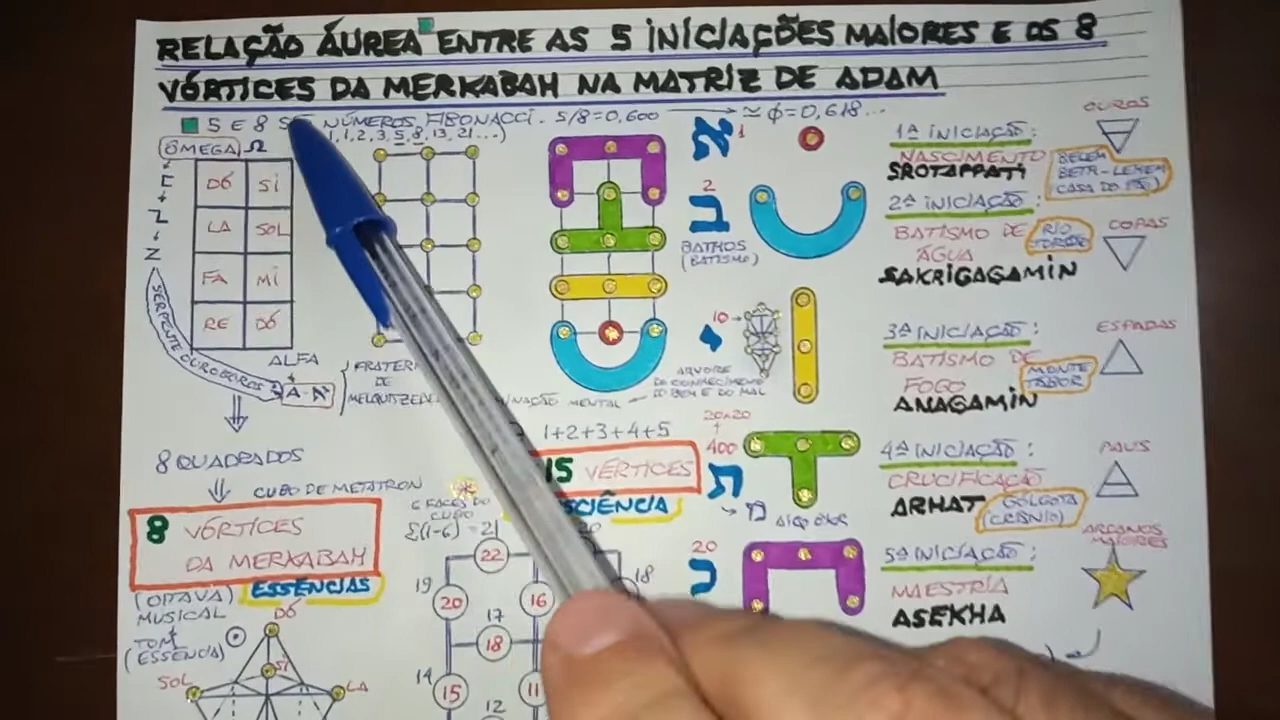 RELAÇÃO ÁUREA ENTRE AS 5 INICIAÇÕES MAIORES E OS 8
VÓRTICES DA MERKABAH NA MATRIZ DE ADAM
5 E 8 S NÚMEROS FIBONACCI. 5/8=0,600 → ≃ φ=0,618...
1,1,2,3,5,8,13,21...)
ÔMEGA Ω
DÓ SI
LA SOL
FA MI
RE DÓ
SERPENTE OUROBOROS
ALFA
A-א
FRATERN
DE
MELQUITZEDE
NAÇÃO MENTAL
8 QUADRADOS
CUBO DE METATRON
8 VÓRTICES
DA MERKABAH
ESSÊNCIAS
(OITAVA)
MUSICAL
TOM
(ESSÊNCIA)
DÓ
SI
SOL
LA
1+2+3+4+5
15 VÉRTICES
SCIÊNCIA
6 FACES DO
CUBO
Σ(1-6)=21
22
19
20
16
18
17
18
14
15
11
12
א 1
2
ב
BATHOS
(BATISMO)
10
ÁRVORE
DO CONHECIMENTO
DO BEM E DO MAL
20x20
400
ת
20
כ
1ª INICIAÇÃO:
NASCIMENTO
SROTAPPATI
BELÉM
BETH-LEHEM
CASA DO PÃO
OUROS
2ª INICIAÇÃO:
BATISMO DE
ÁGUA
RIO
JORDÃO
SAKRIGAGAMIN
COPAS
3ª INICIAÇÃO:
BATISMO DE
FOGO
MONTE
TABOR
ANAGAMIN
ESPADAS
4ª INICIAÇÃO:
CRUCIFICAÇÃO
ARHAT
GÓLGOTA
(CRÂNIO)
PAUS
5ª INICIAÇÃO:
MAESTRIA
ASEKHA
ARCANOS
MAIORES